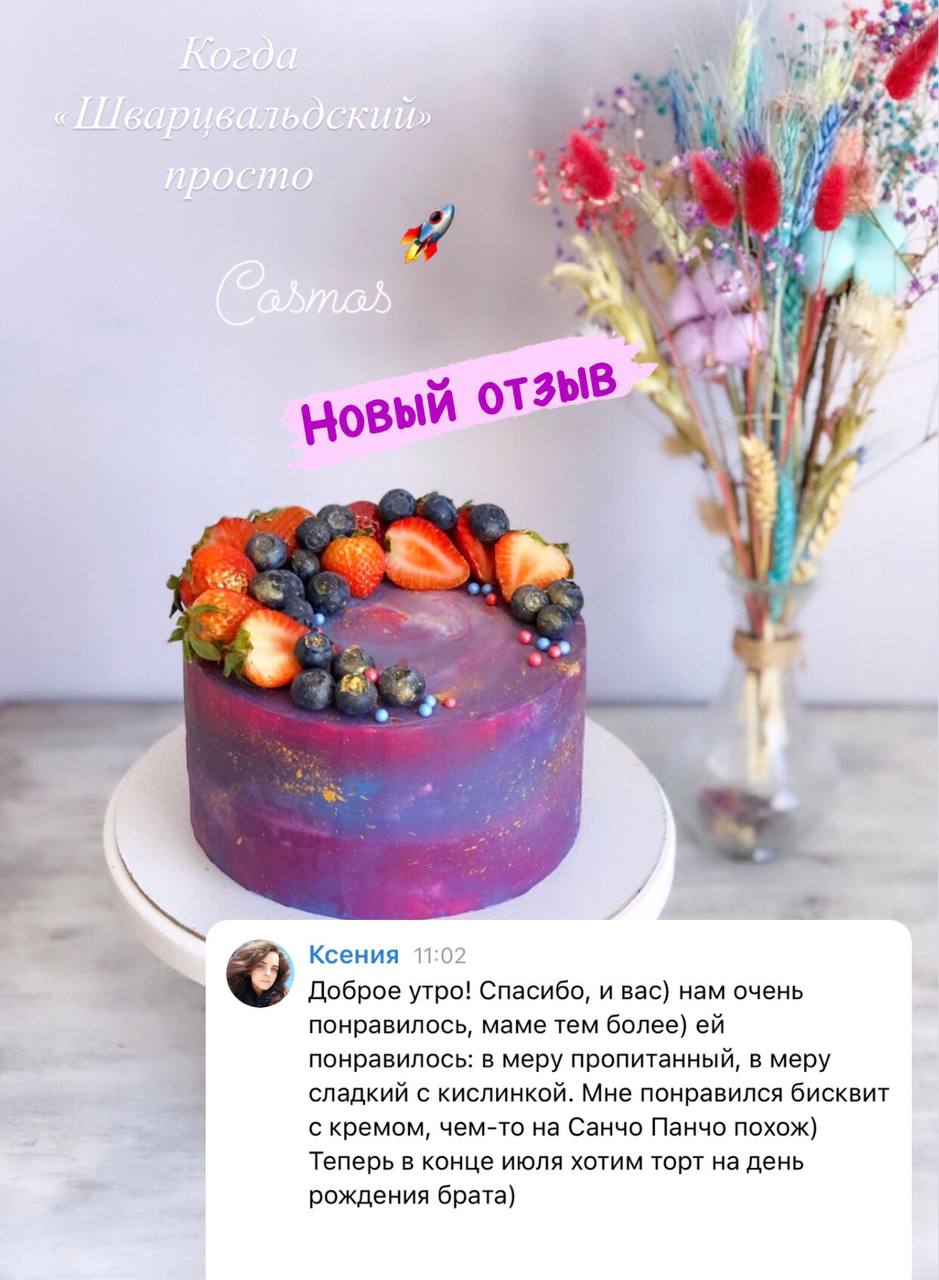 Когда
«Шварцвальдский»
просто
Cosmos
Новый отзыв
Ксения 11:02
Доброе утро! Спасибо, и вас) нам очень
понравилось, маме тем более) ей
понравилось: в меру пропитанный, в меру
сладкий с кислинкой. Мне понравился бисквит
с кремом, чем-то на Санчо Панчо похож)
Теперь в конце июля хотим торт на день
рождения брата)